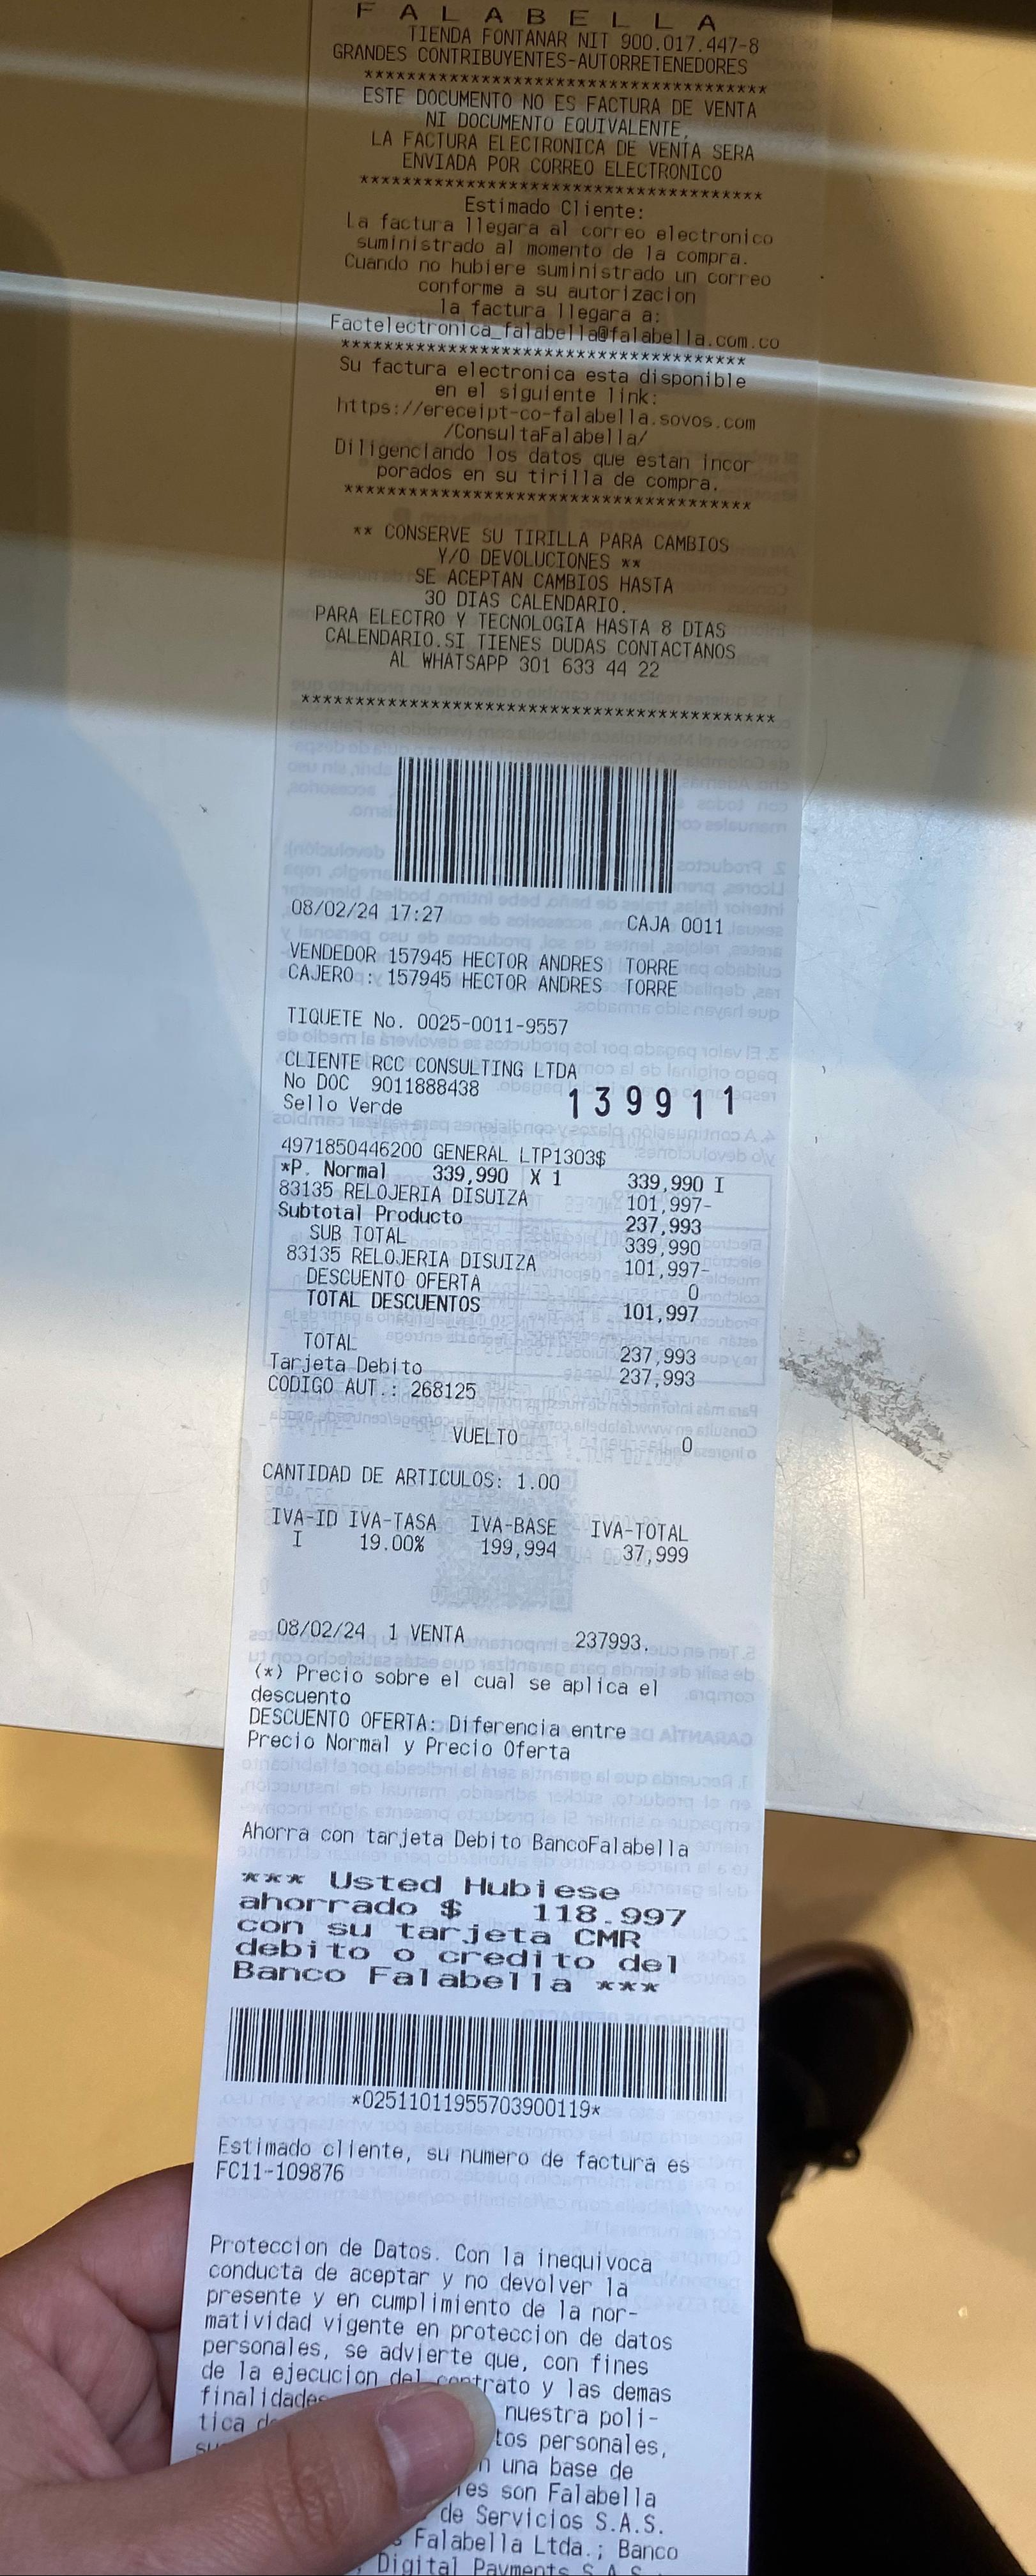 FALABELLA
TIENDA FONTANAR NIT 900.017.447-8
GRANDES CONTRIBUYENTES-AUTORRETENEDORES
**************************************
ESTE DOCUMENTO NO ES FACTURA DE VENTA
NI DOCUMENTO EQUIVALENTE,
LA FACTURA ELECTRONICA DE VENTA SERA
ENVIADA POR CORREO ELECTRONICO
**************************************
Estimado Cliente:
La factura llegara al correo electronico
suministrado al momento de la compra.
Cuando no hubiere suministrado un correo
conforme a su autorizacion
la factura llegara a:
Factelectronica_falabella@falabella.com.co
**************************************
Su factura electronica esta disponible
en el siguiente link:
https://ereceipt-co-falabella.sovos.com
/ConsultaFalabella/
Diligenciando los datos que estan incor
porados en su tirilla de compra.
**************************************
** CONSERVE SU TIRILLA PARA CAMBIOS
Y/O DEVOLUCIONES **
SE ACEPTAN CAMBIOS HASTA
30 DIAS CALENDARIO.
PARA ELECTRO Y TECNOLOGIA HASTA 8 DIAS
CALENDARIO.SI TIENES DUDAS CONTACTANOS
AL WHATSAPP 301 633 44 22
********************************************
08/02/24 17:27 CAJA 0011
VENDEDOR 157945 HECTOR ANDRES TORRE
CAJERO : 157945 HECTOR ANDRES TORRE
TIQUETE No. 0025-0011-9557
CLIENTE RCC CONSULTING LTDA
No DOC 9011888438 139911
Sello Verde
4971850446200 GENERAL LTP1303$
*P. Normal 339,990 X 1 339,990 I
83135 RELOJERIA DISUIZA 101,997-
Subtotal Producto 237,993
SUB TOTAL 339,990
83135 RELOJERIA DISUIZA 101,997-
DESCUENTO OFERTA 0
TOTAL DESCUENTOS 101,997
TOTAL 237,993
Tarjeta Debito 237,993
CODIGO AUT.: 268125
VUELTO 0
CANTIDAD DE ARTICULOS: 1.00
IVA-ID IVA-TASA IVA-BASE IVA-TOTAL
I 19.00% 199,994 37,999
08/02/24 1 VENTA 237993.
(*) Precio sobre el cual se aplica el
descuento
DESCUENTO OFERTA: Diferencia entre
Precio Normal y Precio Oferta
Ahorra con tarjeta Debito BancoFalabella
*** Usted Hubiese
ahorrado $ 118.997
con su tarjeta CMR
debito o credito del
Banco Falabella ***
*025110119557039001​19*
Estimado cliente, su numero de factura es
FC11-109876
Proteccion de Datos. Con la inequivoca
conducta de aceptar y no devolver la
presente y en cumplimiento de la nor-
matividad vigente en proteccion de datos
personales, se advierte que, con fines
de la ejecucion del contrato y las demas
finalidades nuestra poli-
tica personales,
una base de
son Falabella
de Servicios S.A.S.
Falabella Ltda.; Banco
Digital Payments S.A.S.